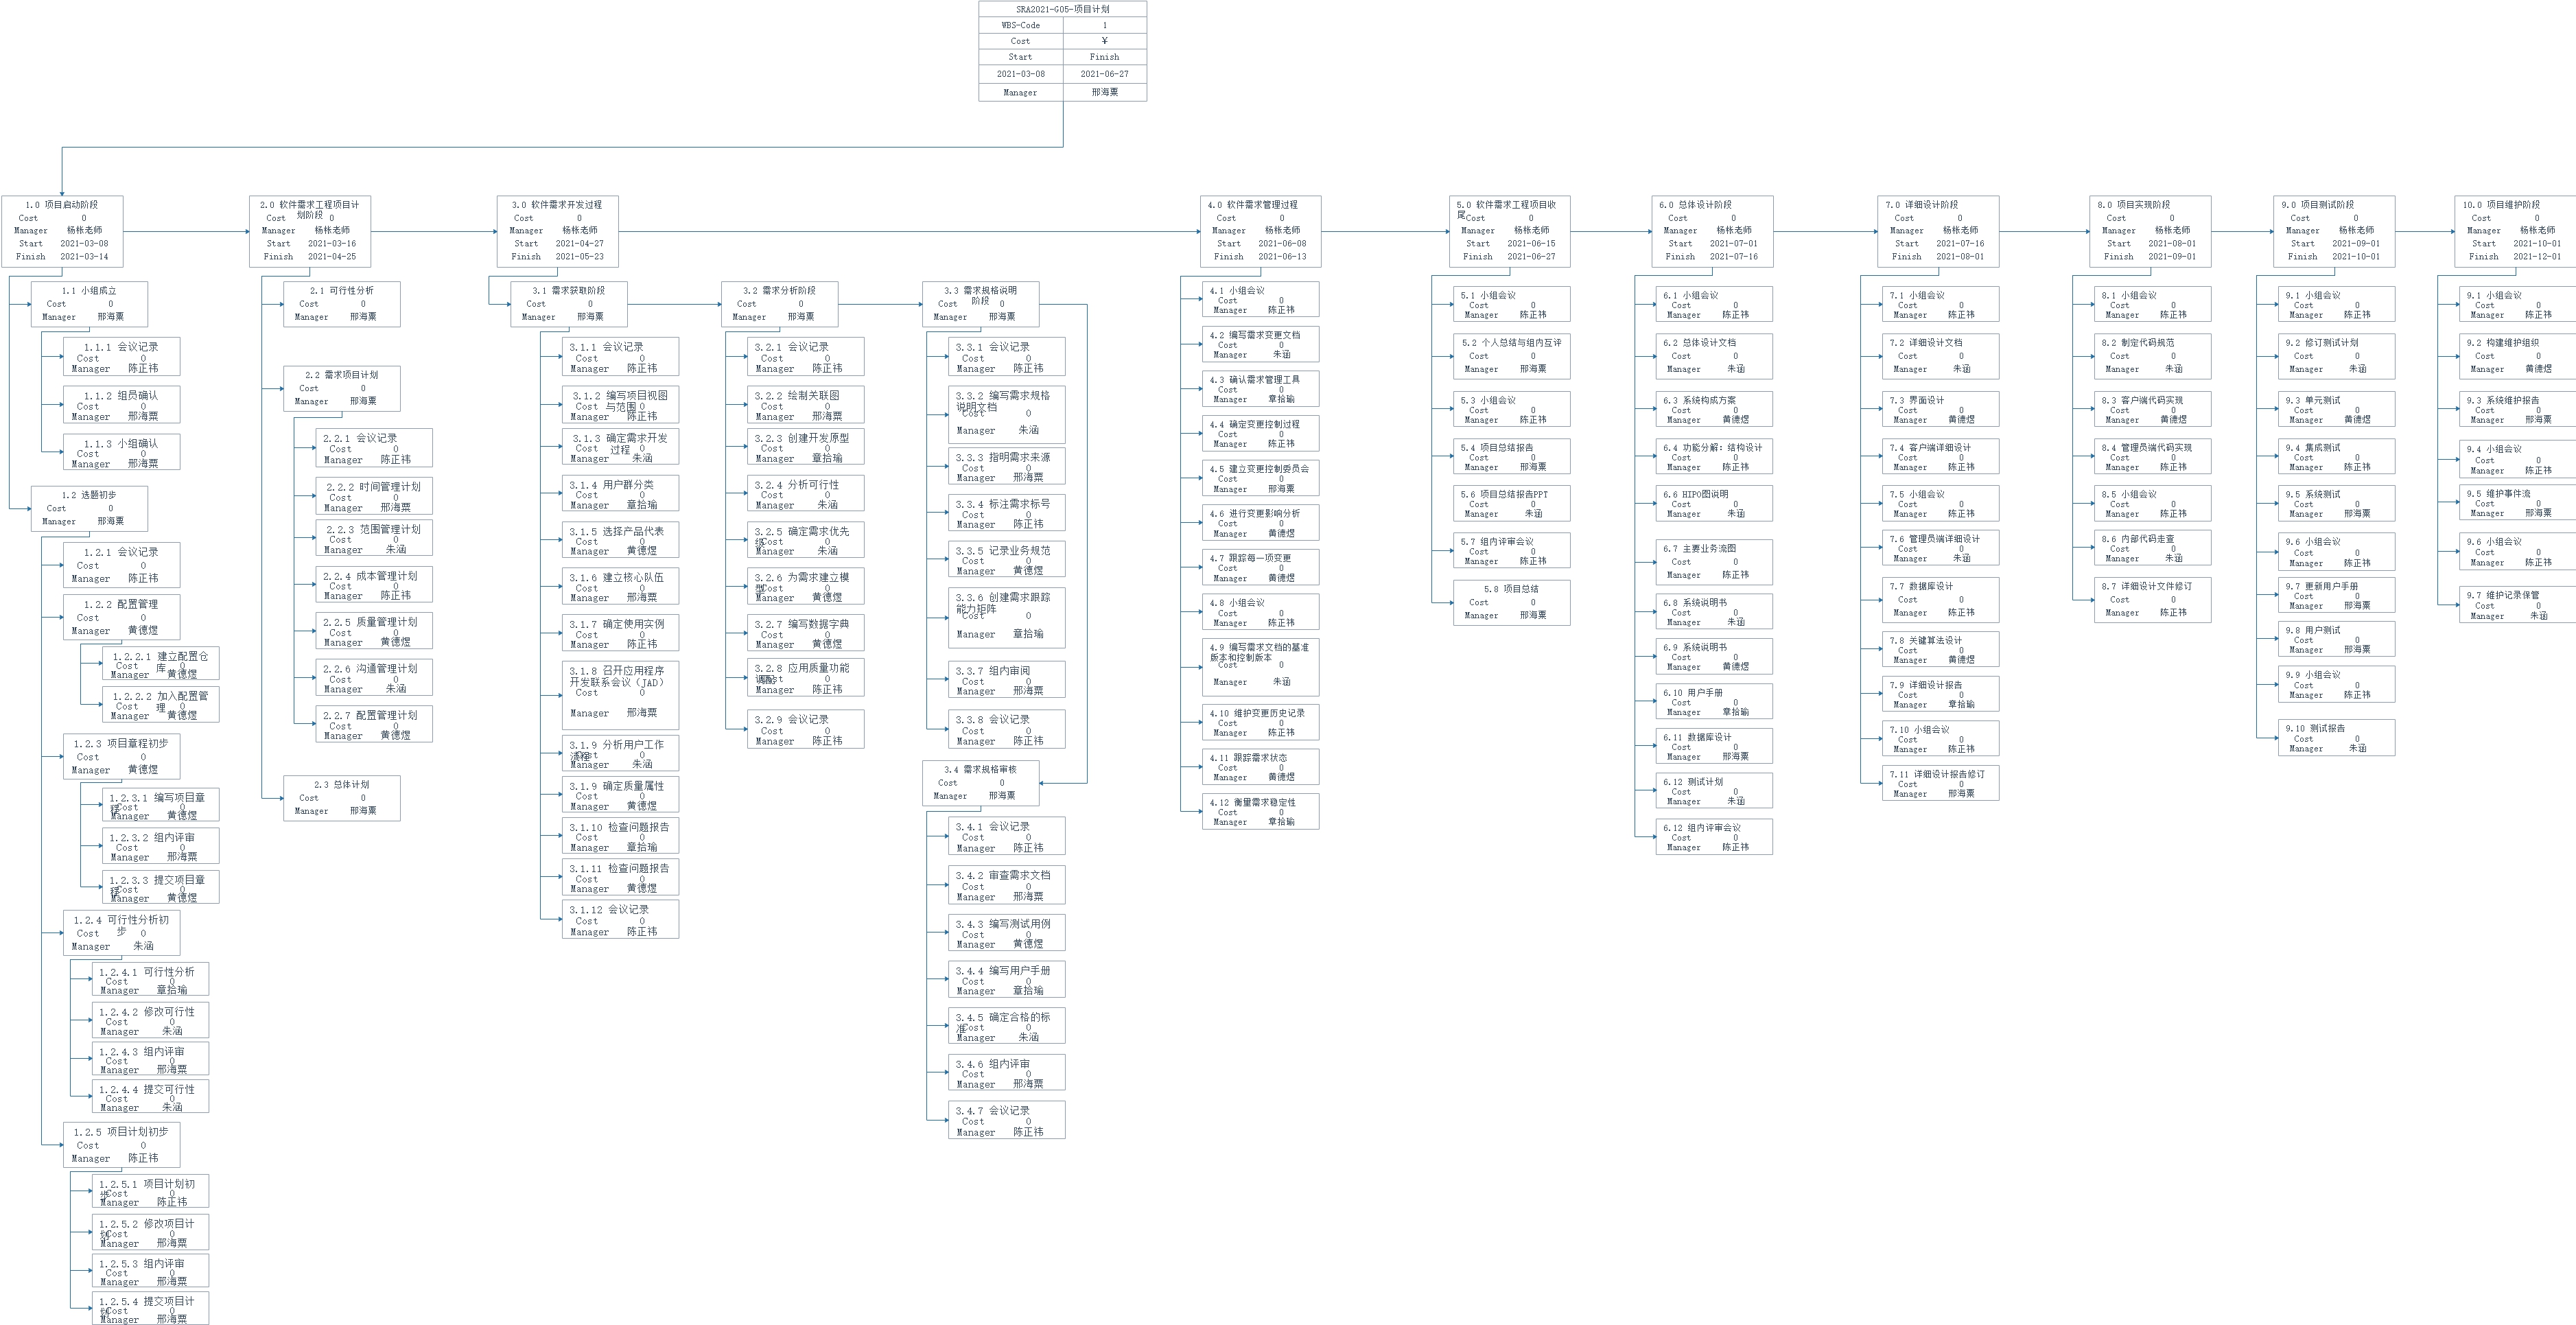 SRA2021-G05-项目计划
WBS-Code 1
Cost ¥
Start Finish
2021-03-08 2021-06-27
Manager 邢海粟
1.0 项目启动阶段
Cost 0
Manager 杨枨老师
Start 2021-03-08
Finish 2021-03-14
1.1 小组成立
Cost 0
Manager 邢海粟
1.1.1 会议记录
Cost 0
Manager 陈正祎
1.1.2 组员确认
Cost 0
Manager 邢海粟
1.1.3 小组确认
Cost 0
Manager 邢海粟
1.2 选题初步
Cost 0
Manager 邢海粟
1.2.1 会议记录
Cost 0
Manager 陈正祎
1.2.2 配置管理
Cost 0
Manager 黄德煜
1.2.2.1 建立配置仓
库
Cost 0
Manager 黄德煜
1.2.2.2 加入配置管
理
Cost 0
Manager 黄德煜
1.2.3 项目章程初步
Cost 0
Manager 黄德煜
1.2.3.1 编写项目章
程
Cost 0
Manager 黄德煜
1.2.3.2 组内评审
Cost 0
Manager 邢海粟
1.2.3.3 提交项目章
程
Cost 0
Manager 黄德煜
1.2.4 可行性分析初
步
Cost 0
Manager 朱涵
1.2.4.1 可行性分析
Cost 0
Manager 章拾瑜
1.2.4.2 修改可行性
Cost 0
Manager 朱涵
1.2.4.3 组内评审
Cost 0
Manager 邢海粟
1.2.4.4 提交可行性
Cost 0
Manager 朱涵
1.2.5 项目计划初步
Cost 0
Manager 陈正祎
1.2.5.1 项目计划初
步
Cost 0
Manager 陈正祎
1.2.5.2 修改项目计
划
Cost 0
Manager 邢海粟
1.2.5.3 组内评审
Cost 0
Manager 邢海粟
1.2.5.4 提交项目计
划
Cost 0
Manager 邢海粟
2.0 软件需求工程项目计
划阶段
Cost 0
Manager 杨枨老师
Start 2021-03-16
Finish 2021-04-25
2.1 可行性分析
Cost 0
Manager 邢海粟
2.2 需求项目计划
Cost 0
Manager 邢海粟
2.2.1 会议记录
Cost 0
Manager 陈正祎
2.2.2 时间管理计划
Cost 0
Manager 邢海粟
2.2.3 范围管理计划
Cost 0
Manager 朱涵
2.2.4 成本管理计划
Cost 0
Manager 陈正祎
2.2.5 质量管理计划
Cost 0
Manager 黄德煜
2.2.6 沟通管理计划
Cost 0
Manager 朱涵
2.2.7 配置管理计划
Cost 0
Manager 黄德煜
2.3 总体计划
Cost 0
Manager 邢海粟
3.0 软件需求开发过程
Cost 0
Manager 杨枨老师
Start 2021-04-27
Finish 2021-05-23
3.1 需求获取阶段
Cost 0
Manager 邢海粟
3.1.1 会议记录
Cost 0
Manager 陈正祎
3.1.2 编写项目视图
与范围
Cost 0
Manager 陈正祎
3.1.3 确定需求开发
过程
Cost 0
Manager 朱涵
3.1.4 用户群分类
Cost 0
Manager 章拾瑜
3.1.5 选择产品代表
Cost 0
Manager 黄德煜
3.1.6 建立核心队伍
Cost 0
Manager 邢海粟
3.1.7 确定使用实例
Cost 0
Manager 陈正祎
3.1.8 召开应用程序
开发联系会议（JAD）
Cost 0
Manager 邢海粟
3.1.9 分析用户工作
流程
Cost 0
Manager 朱涵
3.1.9 确定质量属性
Cost 0
Manager 黄德煜
3.1.10 检查问题报告
Cost 0
Manager 章拾瑜
3.1.11 检查问题报告
Cost 0
Manager 黄德煜
3.1.12 会议记录
Cost 0
Manager 陈正祎
3.2 需求分析阶段
Cost 0
Manager 邢海粟
3.2.1 会议记录
Cost 0
Manager 陈正祎
3.2.2 绘制关联图
Cost 0
Manager 邢海粟
3.2.3 创建开发原型
Cost 0
Manager 章拾瑜
3.2.4 分析可行性
Cost 0
Manager 朱涵
3.2.5 确定需求优先
级
Cost 0
Manager 朱涵
3.2.6 为需求建立模
型
Cost 0
Manager 黄德煜
3.2.7 编写数据字典
Cost 0
Manager 黄德煜
3.2.8 应用质量功能
调配
Cost 0
Manager 陈正祎
3.2.9 会议记录
Cost 0
Manager 陈正祎
3.3 需求规格说明
阶段
Cost 0
Manager 邢海粟
3.3.1 会议记录
Cost 0
Manager 陈正祎
3.3.2 编写需求规格
说明文档
Cost 0
Manager 朱涵
3.3.3 指明需求来源
Cost 0
Manager 邢海粟
3.3.4 标注需求标号
Cost 0
Manager 陈正祎
3.3.5 记录业务规范
Cost 0
Manager 黄德煜
3.3.6 创建需求跟踪
能力矩阵
Cost 0
Manager 章拾瑜
3.3.7 组内审阅
Cost 0
Manager 邢海粟
3.3.8 会议记录
Cost 0
Manager 陈正祎
3.4 需求规格审核
Cost 0
Manager 邢海粟
3.4.1 会议记录
Cost 0
Manager 陈正祎
3.4.2 审查需求文档
Cost 0
Manager 邢海粟
3.4.3 编写测试用例
Cost 0
Manager 黄德煜
3.4.4 编写用户手册
Cost 0
Manager 章拾瑜
3.4.5 确定合格的标
准
Cost 0
Manager 朱涵
3.4.6 组内评审
Cost 0
Manager 邢海粟
3.4.7 会议记录
Cost 0
Manager 陈正祎
4.0 软件需求管理过程
Cost 0
Manager 杨枨老师
Start 2021-06-08
Finish 2021-06-13
4.1 小组会议
Cost 0
Manager 陈正祎
4.2 编写需求变更文档
Cost 0
Manager 朱涵
4.3 确认需求管理工具
Cost 0
Manager 章拾瑜
4.4 确定变更控制过程
Cost 0
Manager 陈正祎
4.5 建立变更控制委员会
Cost 0
Manager 邢海粟
4.6 进行变更影响分析
Cost 0
Manager 黄德煜
4.7 跟踪每一项变更
Cost 0
Manager 黄德煜
4.8 小组会议
Cost 0
Manager 陈正祎
4.9 编写需求文档的基准
版本和控制版本
Cost 0
Manager 朱涵
4.10 维护变更历史记录
Cost 0
Manager 陈正祎
4.11 跟踪需求状态
Cost 0
Manager 黄德煜
4.12 衡量需求稳定性
Cost 0
Manager 章拾瑜
5.0 软件需求工程项目收
尾
Cost 0
Manager 杨枨老师
Start 2021-06-15
Finish 2021-06-27
5.1 小组会议
Cost 0
Manager 陈正祎
5.2 个人总结与组内互评
Cost 0
Manager 邢海粟
5.3 小组会议
Cost 0
Manager 陈正祎
5.4 项目总结报告
Cost 0
Manager 邢海粟
5.6 项目总结报告PPT
Cost 0
Manager 朱涵
5.7 组内评审会议
Cost 0
Manager 陈正祎
5.8 项目总结
Cost 0
Manager 邢海粟
6.0 总体设计阶段
Cost 0
Manager 杨枨老师
Start 2021-07-01
Finish 2021-07-16
6.1 小组会议
Cost 0
Manager 陈正祎
6.2 总体设计文档
Cost 0
Manager 朱涵
6.3 系统构成方案
Cost 0
Manager 黄德煜
6.4 功能分解：结构设计
Cost 0
Manager 陈正祎
6.6 HIPO图说明
Cost 0
Manager 朱涵
6.7 主要业务流图
Cost 0
Manager 陈正祎
6.8 系统说明书
Cost 0
Manager 朱涵
6.9 系统说明书
Cost 0
Manager 黄德煜
6.10 用户手册
Cost 0
Manager 章拾瑜
6.11 数据库设计
Cost 0
Manager 邢海粟
6.12 测试计划
Cost 0
Manager 朱涵
6.12 组内评审会议
Cost 0
Manager 陈正祎
7.0 详细设计阶段
Cost 0
Manager 杨枨老师
Start 2021-07-16
Finish 2021-08-01
7.1 小组会议
Cost 0
Manager 陈正祎
7.2 详细设计文档
Cost 0
Manager 朱涵
7.3 界面设计
Cost 0
Manager 黄德煜
7.4 客户端详细设计
Cost 0
Manager 陈正祎
7.5 小组会议
Cost 0
Manager 陈正祎
7.6 管理员端详细设计
Cost 0
Manager 朱涵
7.7 数据库设计
Cost 0
Manager 陈正祎
7.8 关键算法设计
Cost 0
Manager 黄德煜
7.9 详细设计报告
Cost 0
Manager 章拾瑜
7.10 小组会议
Cost 0
Manager 陈正祎
7.11 详细设计报告修订
Cost 0
Manager 邢海粟
8.0 项目实现阶段
Cost 0
Manager 杨枨老师
Start 2021-08-01
Finish 2021-09-01
8.1 小组会议
Cost 0
Manager 陈正祎
8.2 制定代码规范
Cost 0
Manager 朱涵
8.3 客户端代码实现
Cost 0
Manager 黄德煜
8.4 管理员端代码实现
Cost 0
Manager 陈正祎
8.5 小组会议
Cost 0
Manager 陈正祎
8.6 内部代码走查
Cost 0
Manager 朱涵
8.7 详细设计文件修订
Cost 0
Manager 陈正祎
9.0 项目测试阶段
Cost 0
Manager 杨枨老师
Start 2021-09-01
Finish 2021-10-01
9.1 小组会议
Cost 0
Manager 陈正祎
9.2 修订测试计划
Cost 0
Manager 朱涵
9.3 单元测试
Cost 0
Manager 黄德煜
9.4 集成测试
Cost 0
Manager 陈正祎
9.5 系统测试
Cost 0
Manager 邢海粟
9.6 小组会议
Cost 0
Manager 陈正祎
9.7 更新用户手册
Cost 0
Manager 邢海粟
9.8 用户测试
Cost 0
Manager 邢海粟
9.9 小组会议
Cost 0
Manager 陈正祎
9.10 测试报告
Cost 0
Manager 朱涵
10.0 项目维护阶段
Cost 0
Manager 杨枨老师
Start 2021-10-01
Finish 2021-12-01
9.1 小组会议
Cost 0
Manager 陈正祎
9.2 构建维护组织
Cost 0
Manager 黄德煜
9.3 系统维护报告
Cost 0
Manager 邢海粟
9.4 小组会议
Cost 0
Manager 陈正祎
9.5 维护事件流
Cost 0
Manager 邢海粟
9.6 小组会议
Cost 0
Manager 陈正祎
9.7 维护记录保管
Cost 0
Manager 朱涵